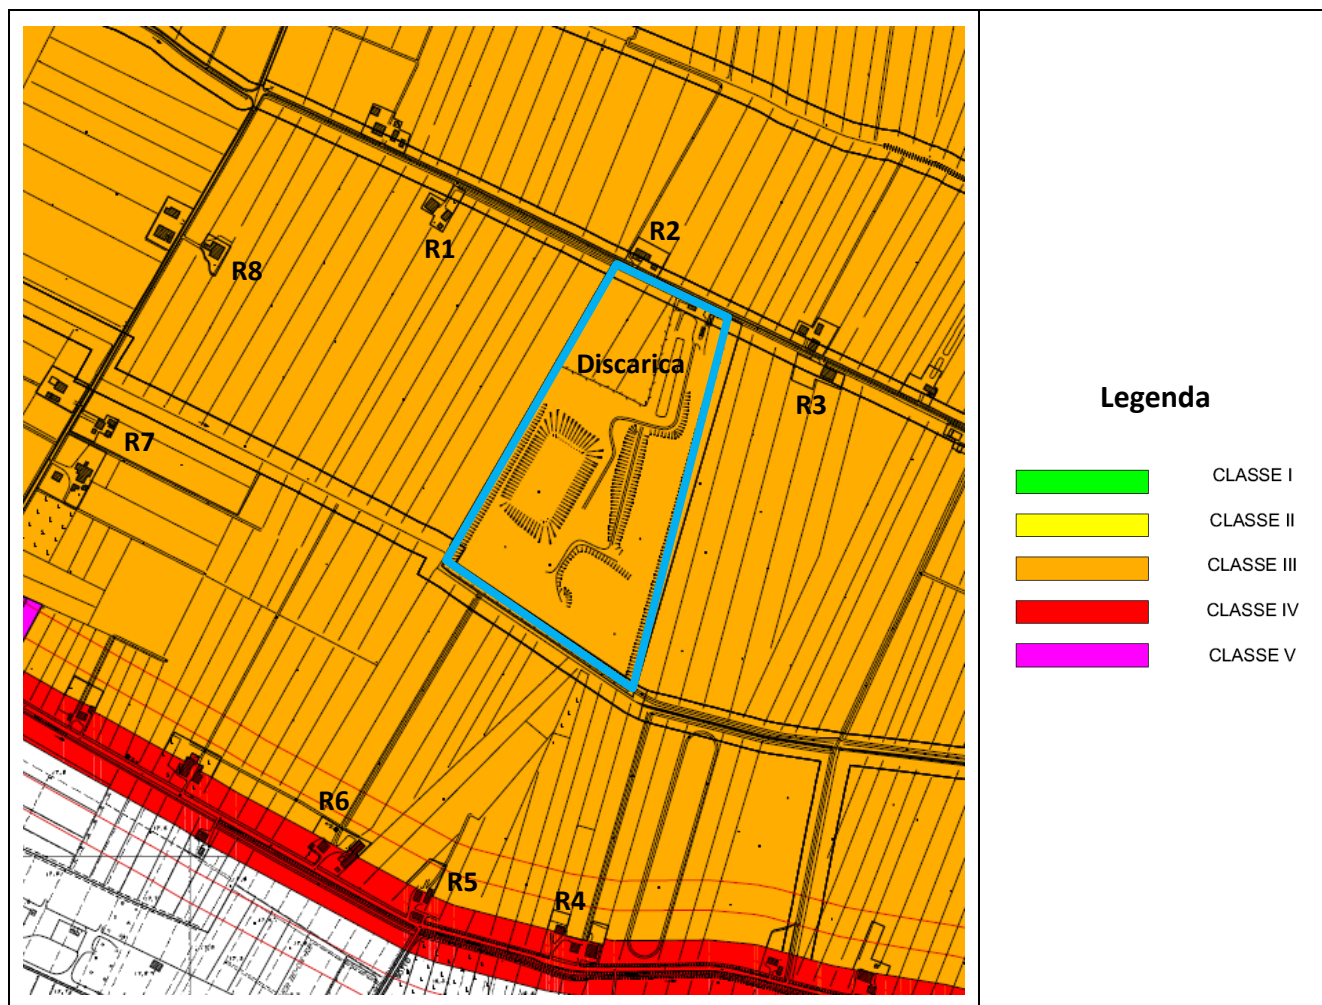 R2
R1
R8
Discarica
R3
R7
R6
R5
R4
Legenda
CLASSE I
CLASSE II
CLASSE III
CLASSE IV
CLASSE V